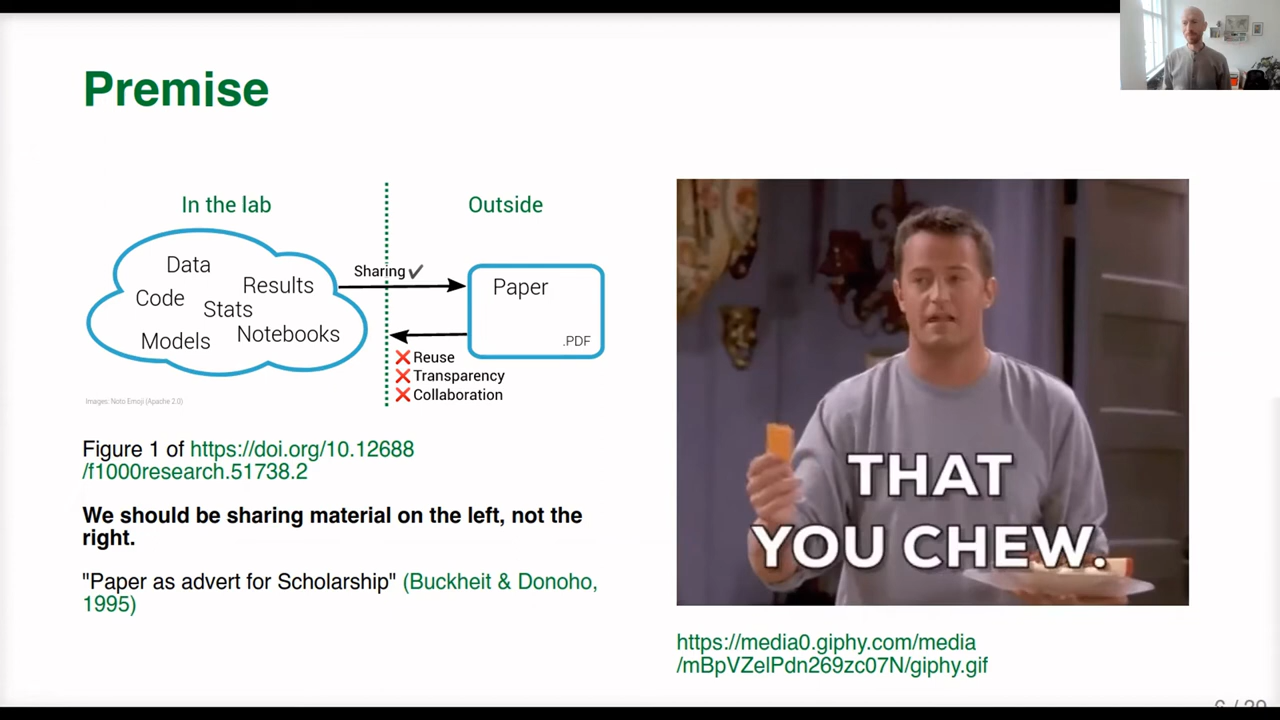 Premise
In the lab
Outside
Data
Results
Code
Stats
Models
Notebooks
Sharing
Paper
.PDF
Reuse
Transparency
Collaboration
Images: Noto Emoji (Apache 2.0)
Figure 1 of https://doi.org/10.12688
/f1000research.51738.2
We should be sharing material on the left, not the
right.
"Paper as advert for Scholarship" (Buckheit & Donoho,
1995)
THAT
YOU CHEW.
https://media0.giphy.com/media
/mBpVZelPdn269zc07N/giphy.gif